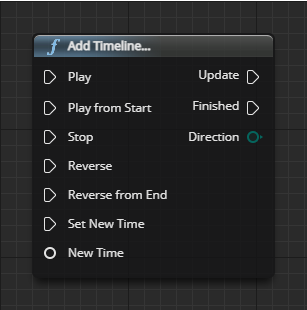 Add Timeline...
Play
Update
Play from Start
Finished
Stop
Direction
Reverse
Reverse from End
Set New Time
New Time